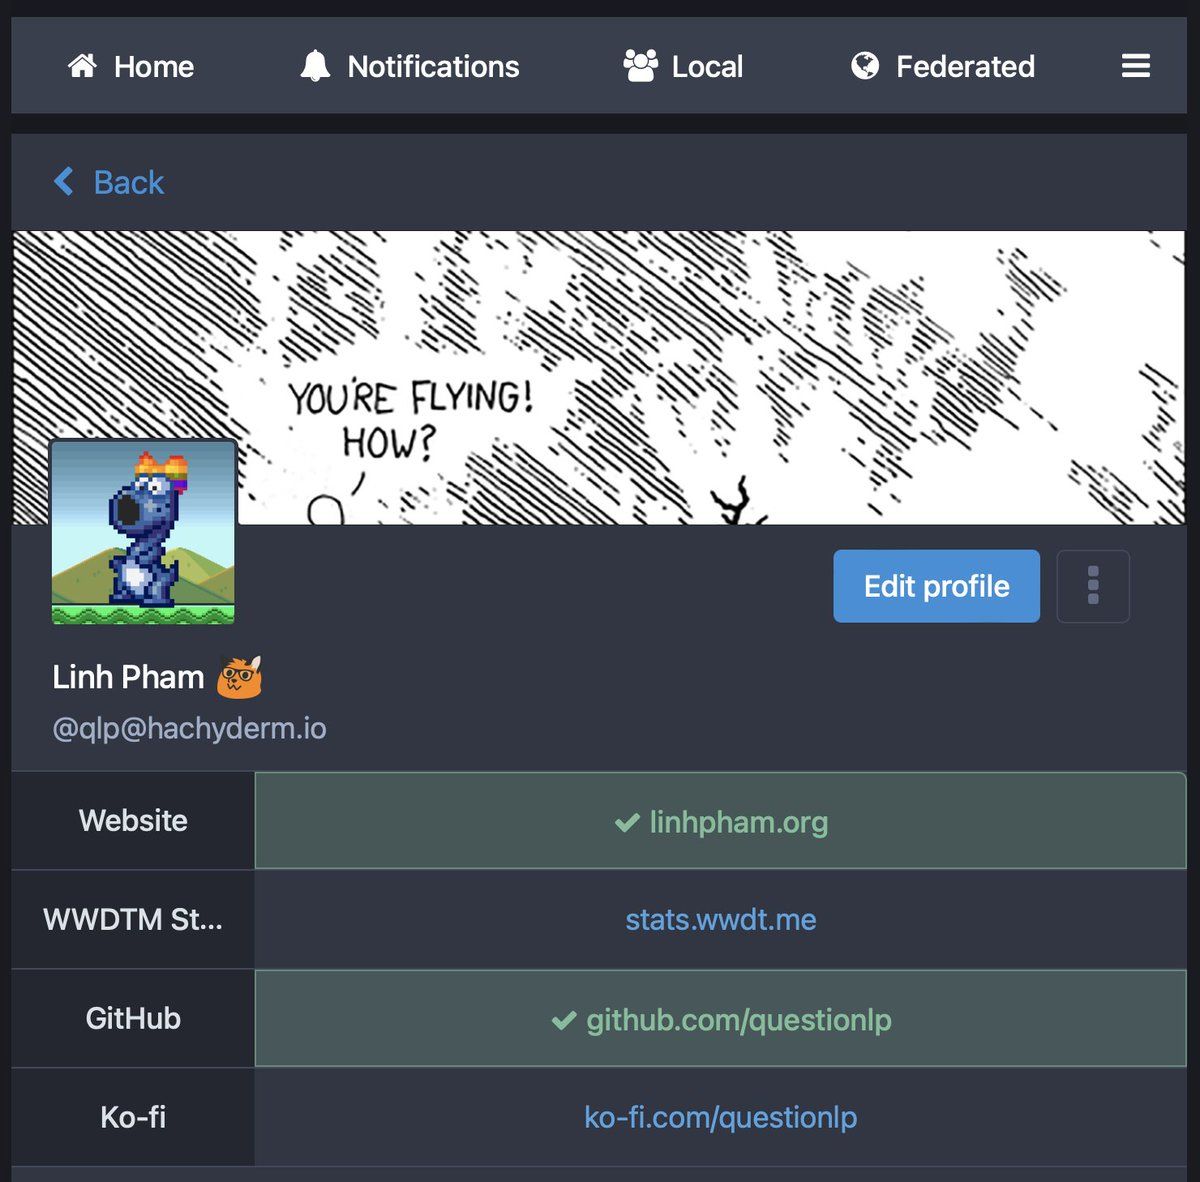 Home Notifications Local Federated
Back
YOU'RE FLYING!
HOW?
Edit profile
Linh Pham
@qlp@hachyderm.io
Website ✔ linhpham.org
WWDTM St... stats.wwdt.me
GitHub ✔ github.com/questionlp
Ko-fi ko-fi.com/questionlp